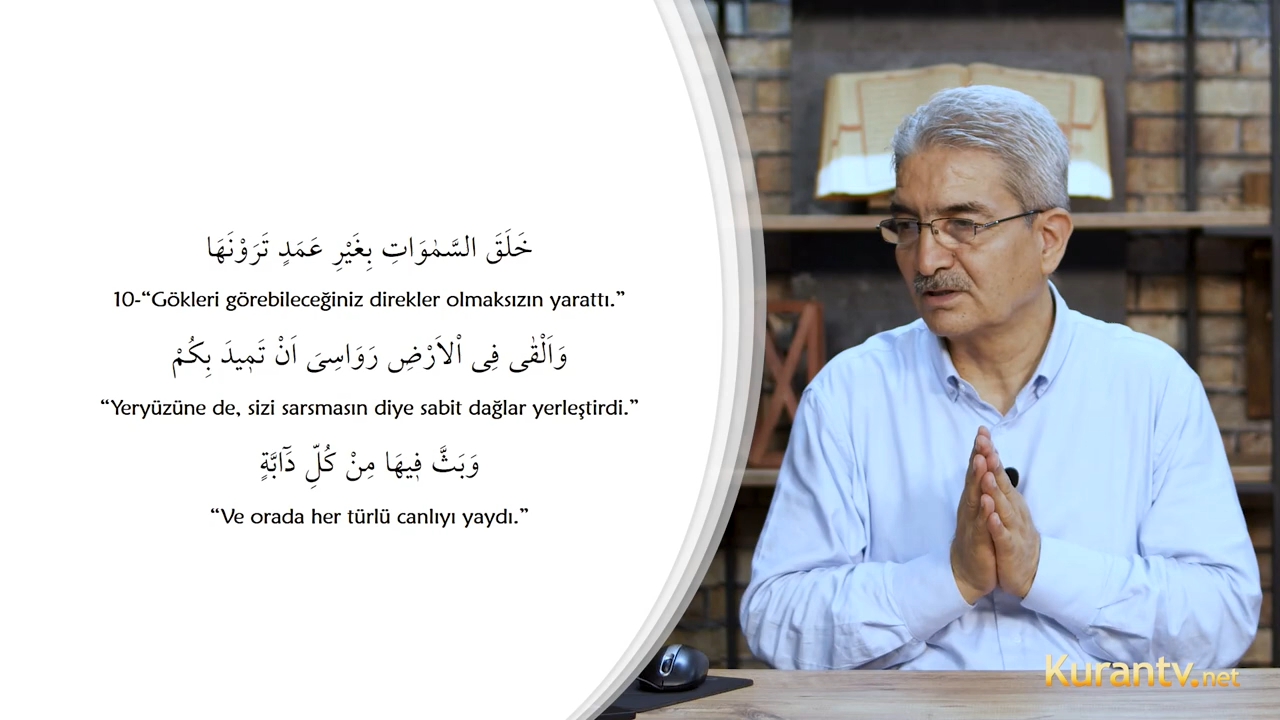 خَلَقَ السَّمٰوَاتِ بِغَيْرِ عَمَدٍ تَرَوْنَهَا
10-“Gökleri görebileceğiniz direkler olmaksızın yarattı.”
وَاَلْقٰى فِى اْلاَرْضِ رَوَاسِىَ اَنْ تَمٖيدَ بِكُمْ
“Yeryüzüne de, sizi sarsmasın diye sabit dağlar yerleştirdi.”
وَبَثَّ فٖيهَا مِنْ كُلِّ دَٓابَّةٍ
“Ve orada her türlü canlıyı yaydı.”
Kurantv.net